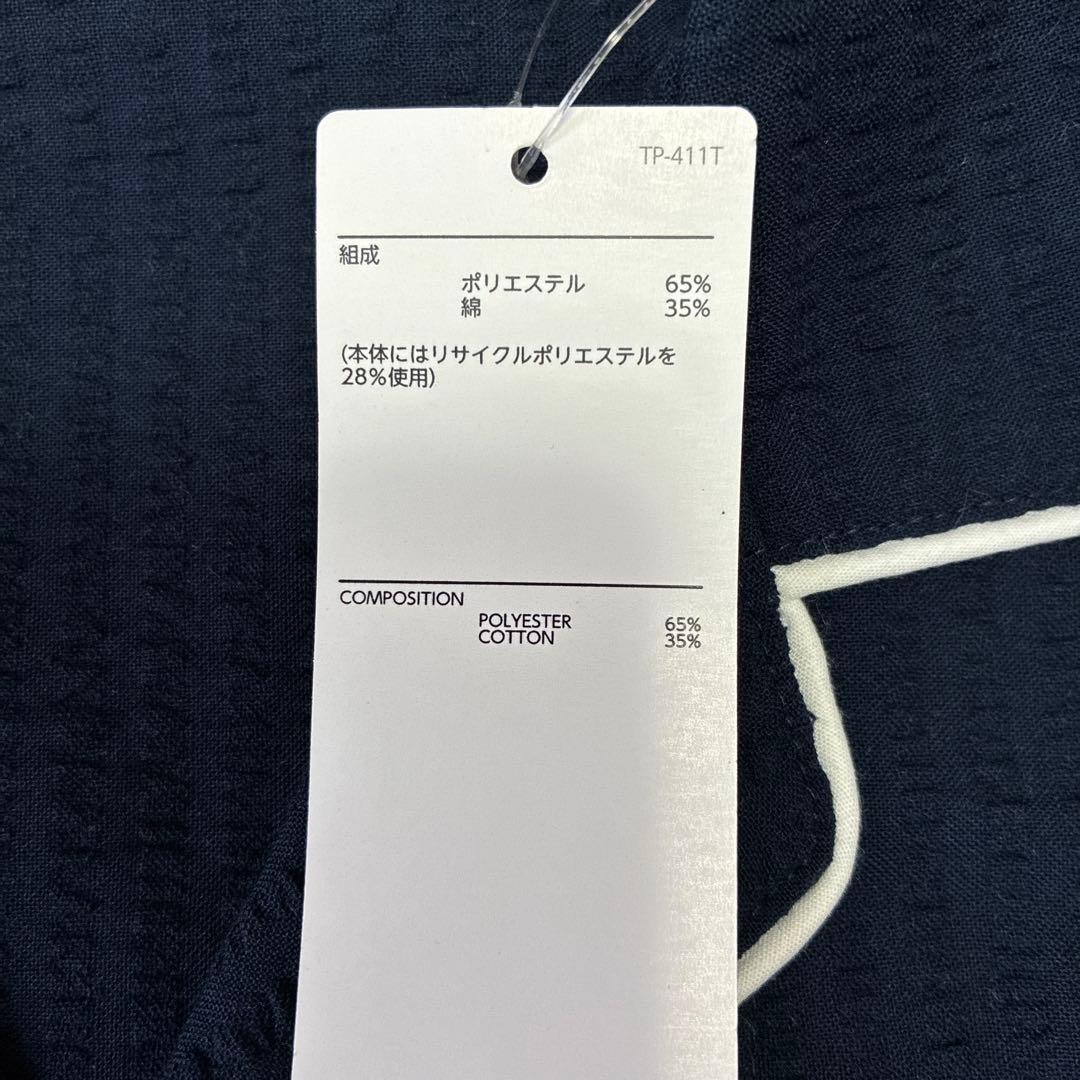 TP-411T
組成
ポリエステル 65%
綿 35%
(本体にはリサイクルポリエステルを
28%使用)
COMPOSITION
POLYESTER 65%
COTTON 35%